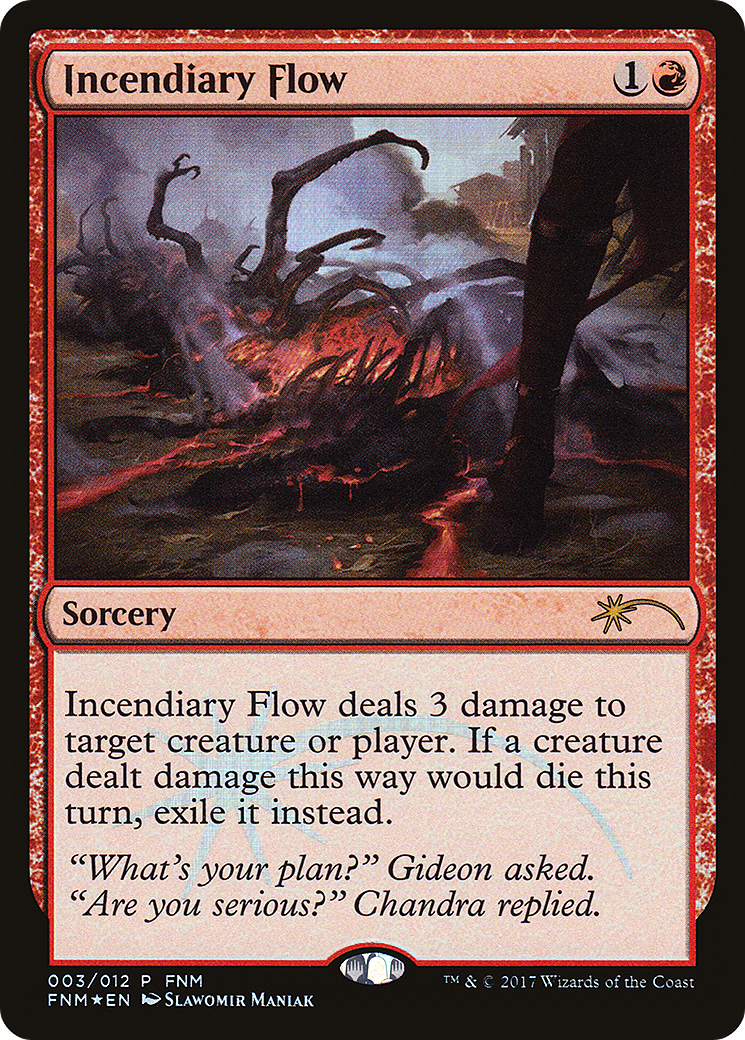 Incendiary Flow 1
Sorcery
Incendiary Flow deals 3 damage to
target creature or player. If a creature
dealt damage this way would die this
turn, exile it instead.
“What’s your plan?” Gideon asked.
“Are you serious?” Chandra replied.
003/012 P FNM
™ & © 2017 Wizards of the Coast
FNM★EN Slawomir Maniak